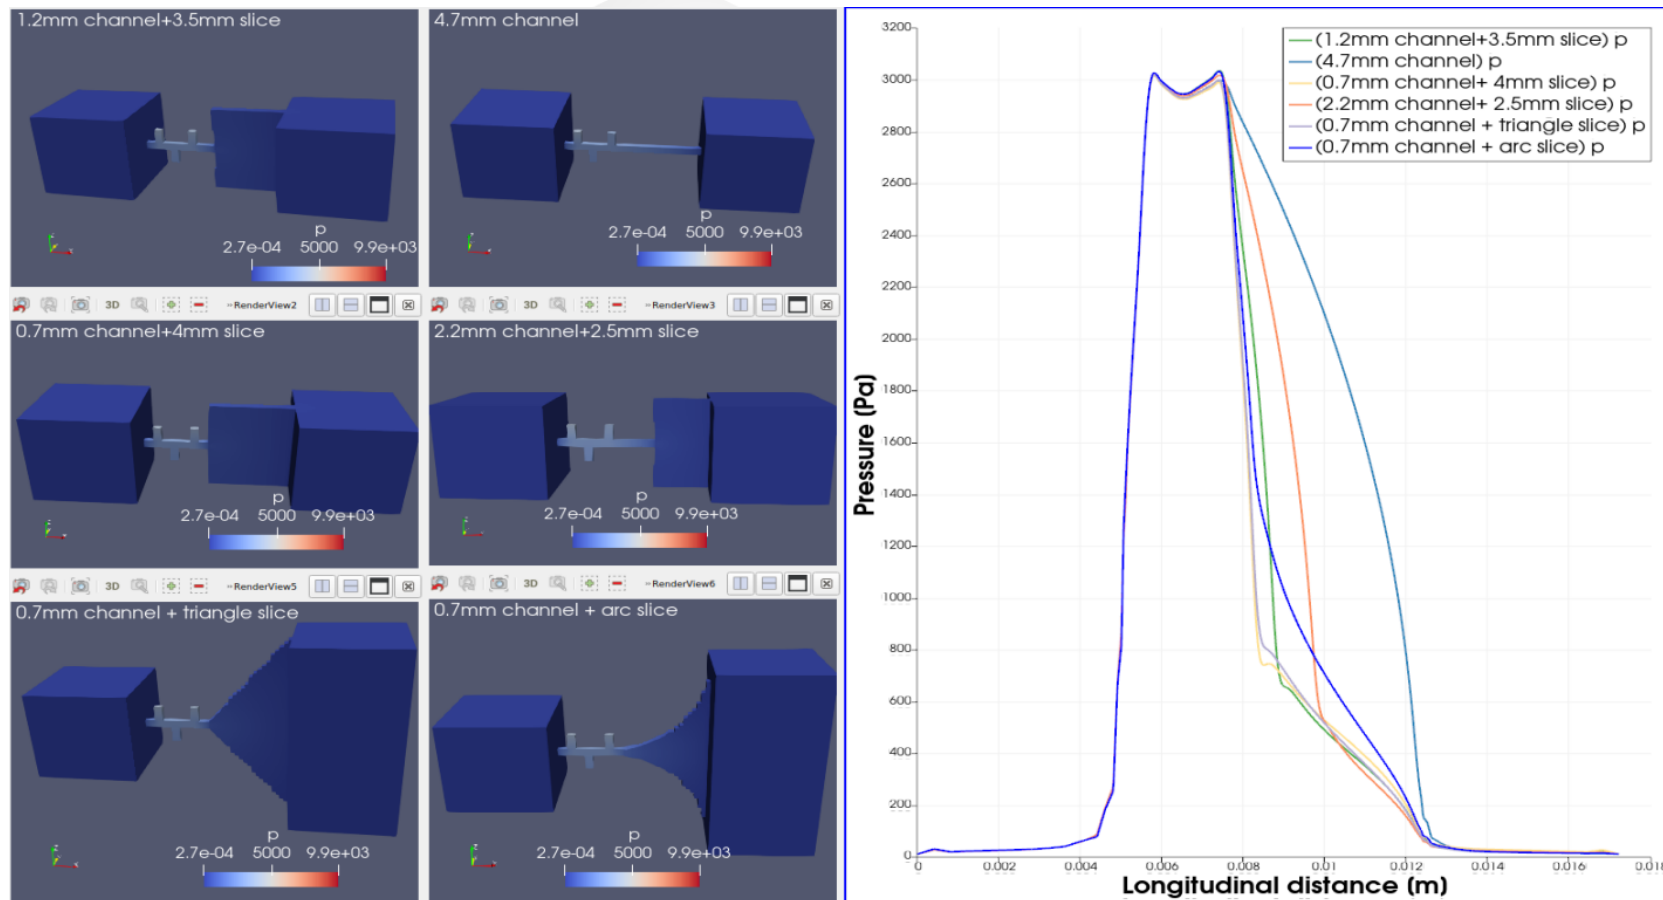 1.2mm channel+3.5mm slice
p
2.7e-04 5000 9.9e+03
4.7mm channel
p
2.7e-04 5000 9.9e+03
3D
RenderView2
3D
RenderView3
0.7mm channel+4mm slice
p
2.7e-04 5000 9.9e+03
2.2mm channel+2.5mm slice
p
2.7e-04 5000 9.9e+03
3D
RenderView5
3D
RenderView6
0.7mm channel + triangle slice
p
2.7e-04 5000 9.9e+03
0.7mm channel + arc slice
p
2.7e-04 5000 9.9e+03
Pressure (Pa)
3200
3000
2800
2600
2400
2200
2000
1800
1600
1400
1200
1000
800
600
400
200
0
(1.2mm channel+3.5mm slice) p
(4.7mm channel) p
(0.7mm channel+ 4mm slice) p
(2.2mm channel+ 2.5mm slice) p
(0.7mm channel + triangle slice) p
(0.7mm channel + arc slice) p
0 0.002 0.004 0.006 0.008 0.01 0.012 0.014 0.016 0.018
Longitudinal distance (m)